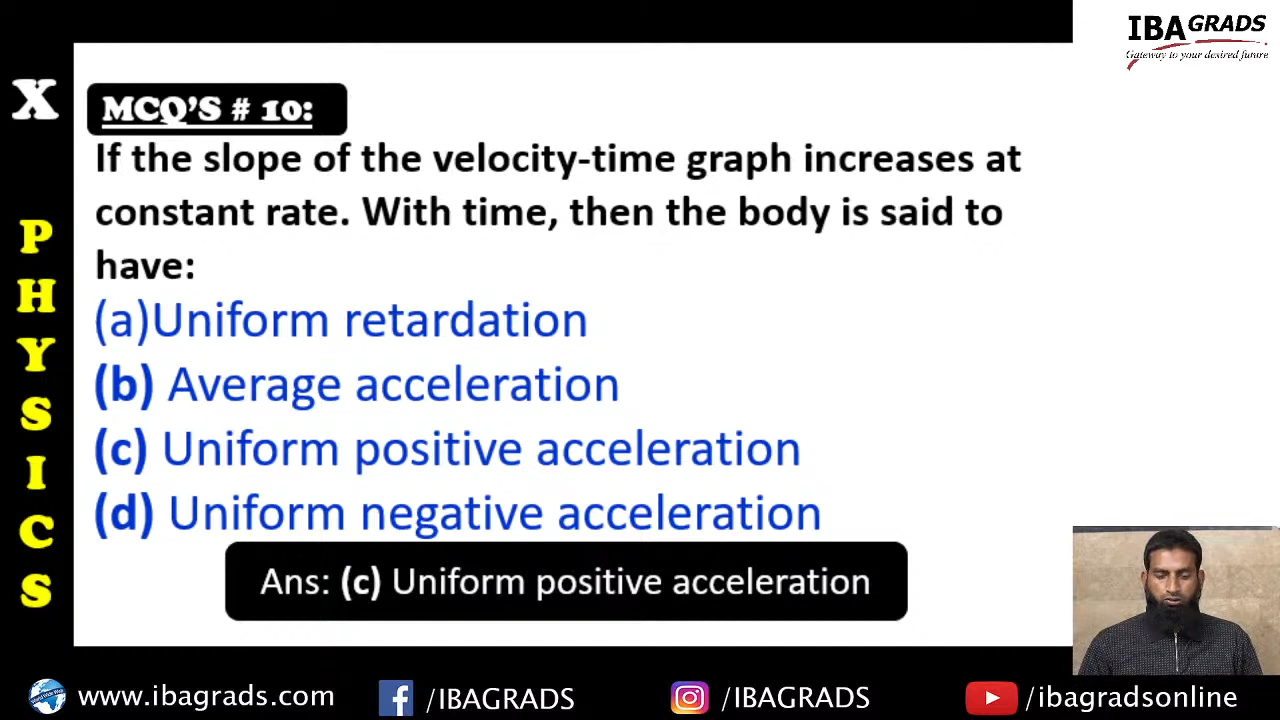 IBA GRADS
Gateway to your desired future
X
PHYSICS
MCQ'S # 10:
If the slope of the velocity-time graph increases at
constant rate. With time, then the body is said to
have:
(a)Uniform retardation
(b) Average acceleration
(c) Uniform positive acceleration
(d) Uniform negative acceleration
Ans: (c) Uniform positive acceleration
www.ibagrads.com
/IBAGRADS
/IBAGRADS
/ibagradsonline